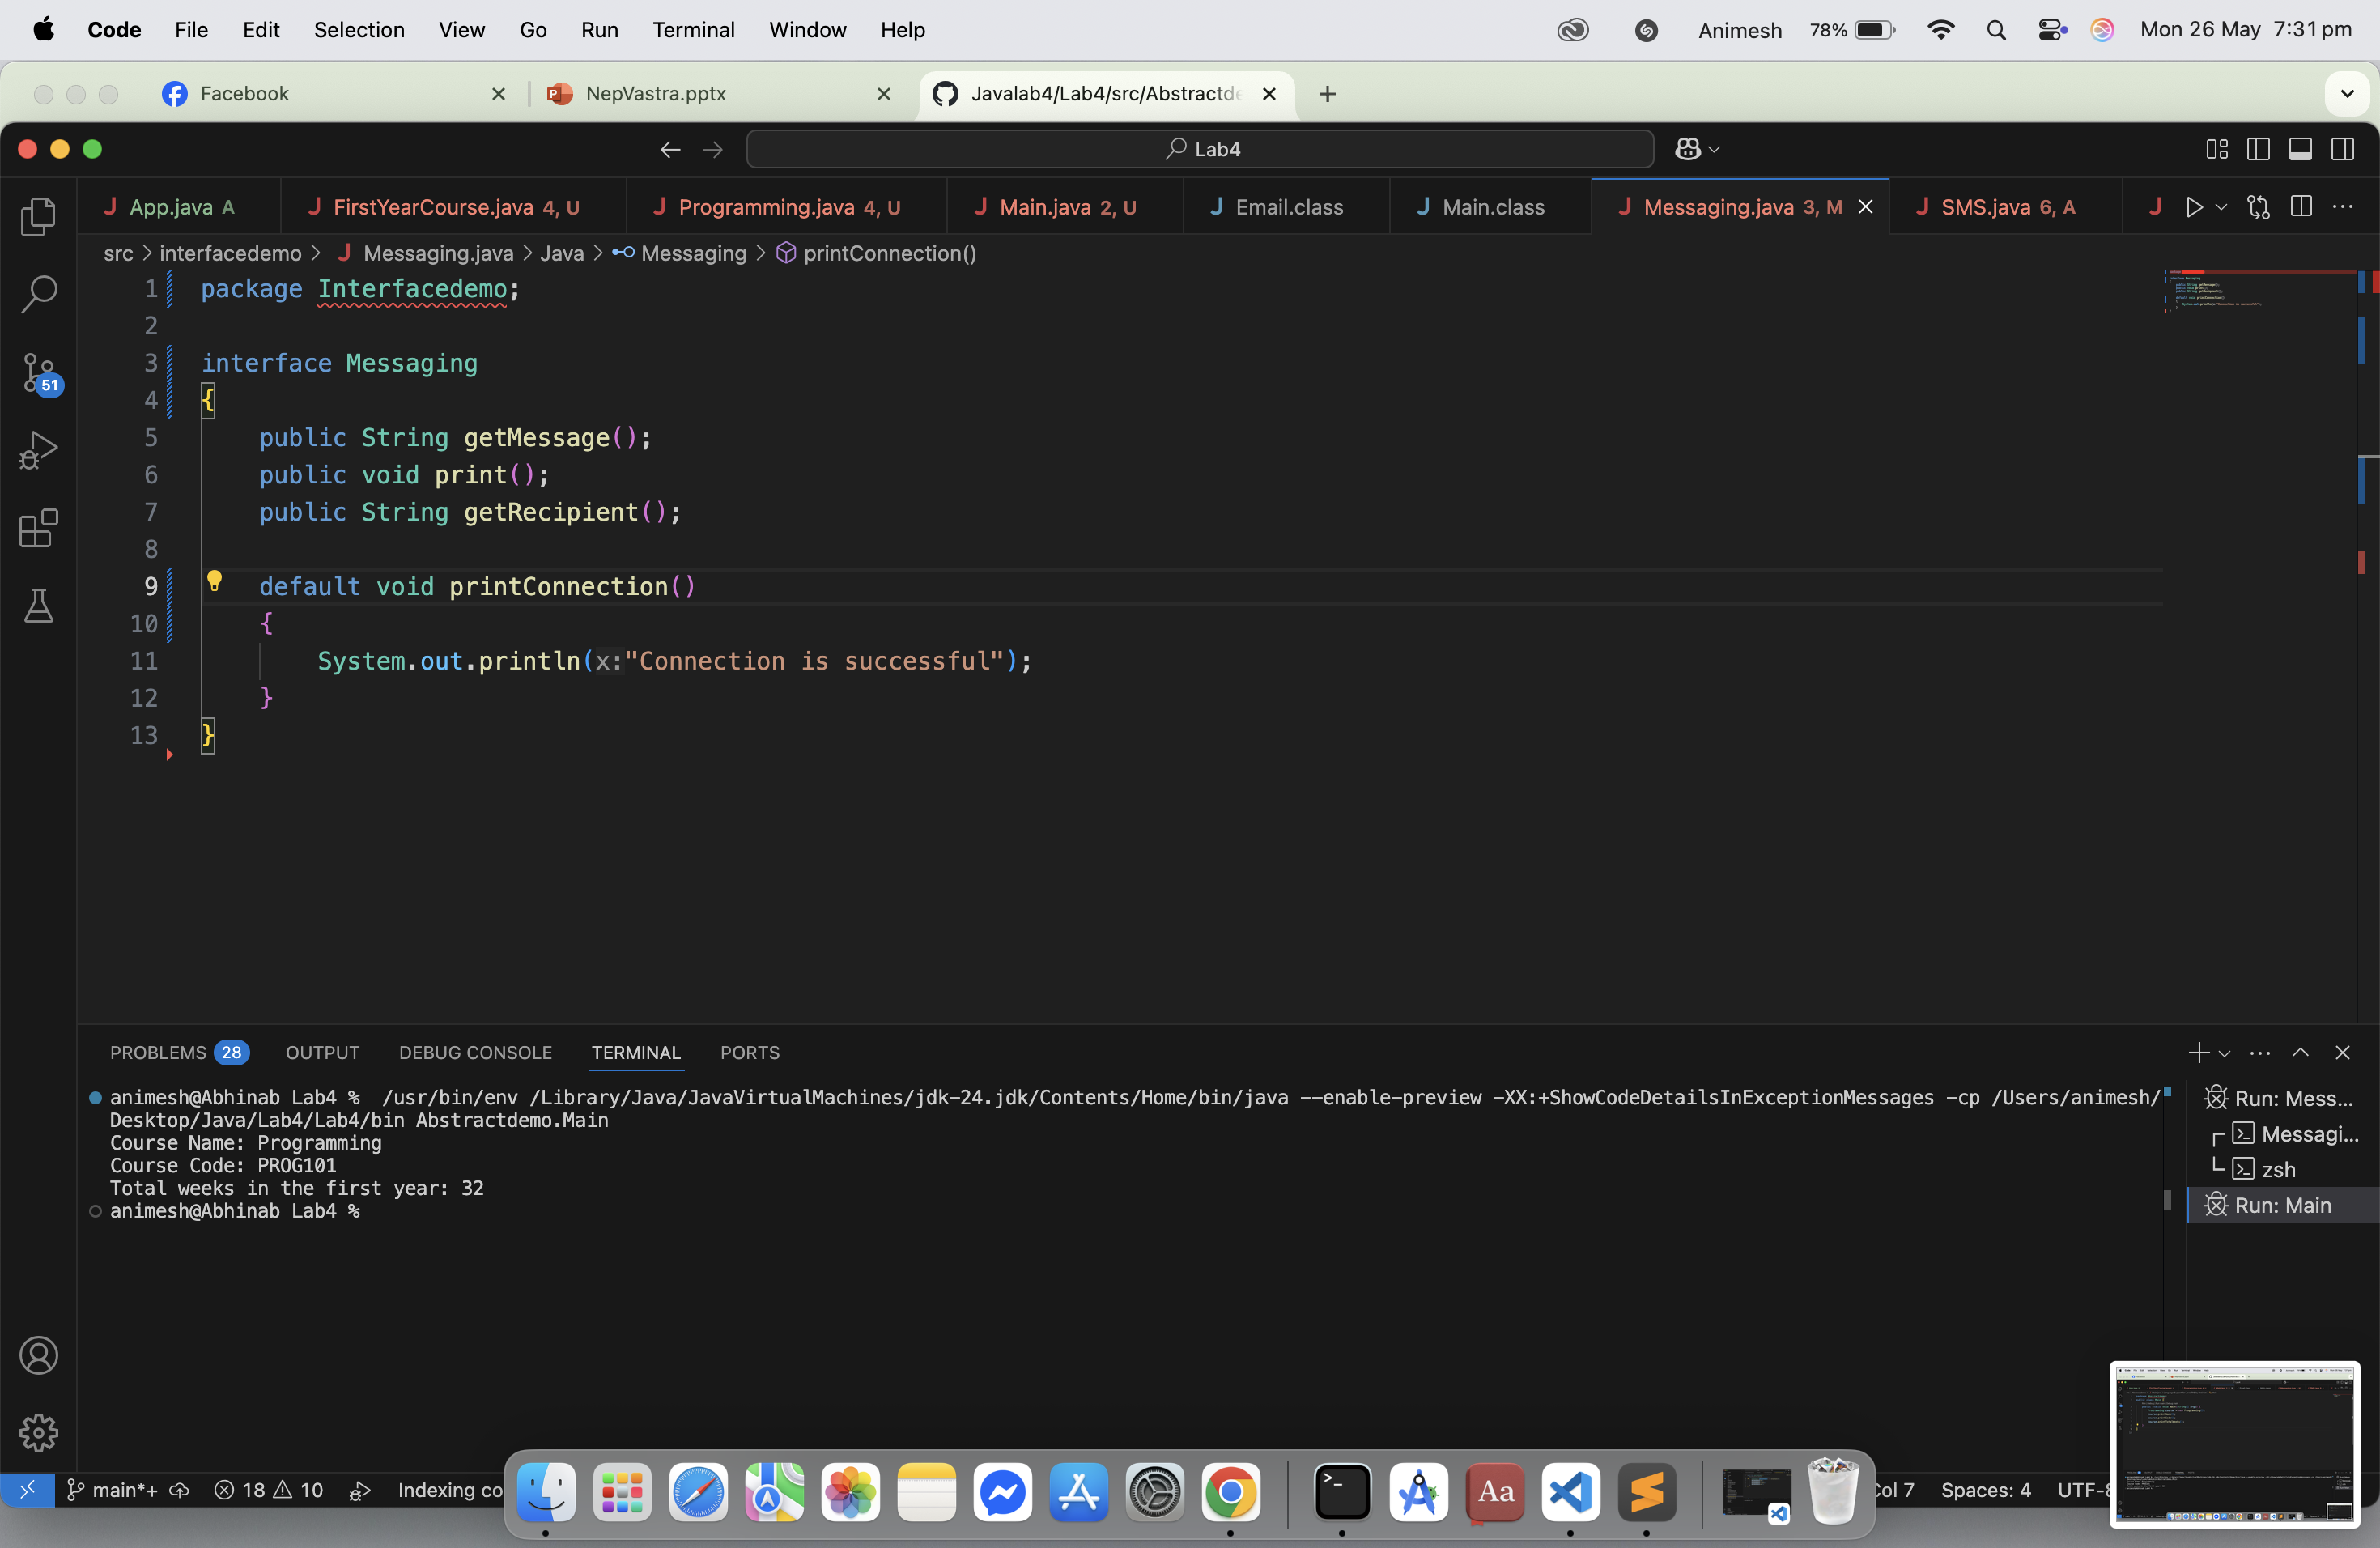 Code File Edit Selection View Go Run Terminal Window Help Animesh 78% Mon 26 May 7:31 pm
Facebook NepVastra.pptx Javalab4/Lab4/src/Abstractde
Lab4
App.java A FirstYearCourse.java 4, U Programming.java 4, U Main.java 2, U Email.class Main.class Messaging.java 3, M SMS.java 6, A
src > interfacedemo > Messaging.java > Java > Messaging > printConnection()
1 package Interfacedemo;
2
3 interface Messaging
4 {
5 public String getMessage();
6 public void print();
7 public String getRecipient();
8
9 default void printConnection()
10 {
11 System.out.println(x:"Connection is successful");
12 }
13 }
51
PROBLEMS 28 OUTPUT DEBUG CONSOLE TERMINAL PORTS
animesh@Abhinab Lab4 % /usr/bin/env /Library/Java/JavaVirtualMachines/jdk-24.jdk/Contents/Home/bin/java --enable-preview -XX:+ShowCodeDetailsInExceptionMessages -cp /Users/animesh/
Desktop/Java/Lab4/Lab4/bin Abstractdemo.Main
Course Name: Programming
Course Code: PROG101
Total weeks in the first year: 32
animesh@Abhinab Lab4 %
Run: Mess...
Messagi...
zsh
Run: Main
Aa
main*+ 18 10 Indexing co Col 7 Spaces: 4 UTF-8